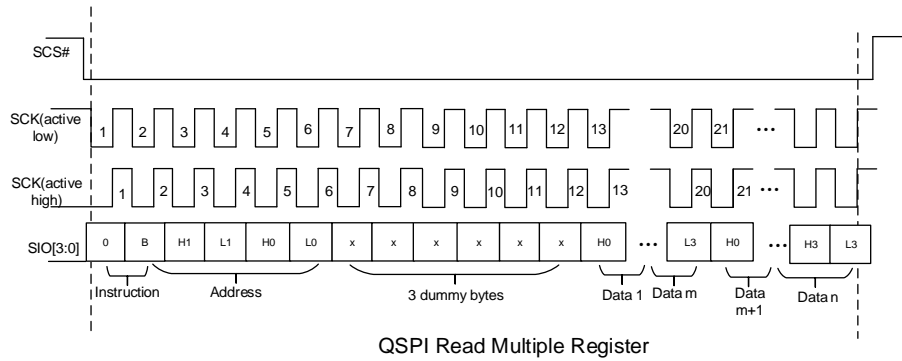 SCS#
SCK(active low)
1 2 3 4 5 6 7 8 9 10 11 12 13 20 21 •••
SCK(active high)
1 2 3 4 5 6 7 8 9 10 11 12 13 20 21 •••
SIO[3:0] 0 B H1 L1 H0 L0 x x x x x x H0 ••• L3 H0 ••• H3 L3
Instruction Address 3 dummy bytes Data 1 Data m Data m+1 Data n
QSPI Read Multiple Register